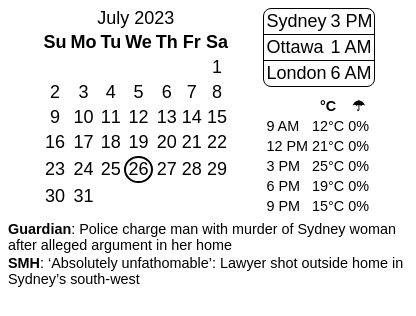 July 2023
Su Mo Tu We Th Fr Sa
1
2 3 4 5 6 7 8
9 10 11 12 13 14 15
16 17 18 19 20 21 22
23 24 25 26 27 28 29
30 31
Sydney 3 PM
Ottawa 1 AM
London 6 AM
°C ☂
9 AM 12°C 0%
12 PM 21°C 0%
3 PM 25°C 0%
6 PM 19°C 0%
9 PM 15°C 0%
Guardian: Police charge man with murder of Sydney woman
after alleged argument in her home
SMH: ‘Absolutely unfathomable’: Lawyer shot outside home in
Sydney’s south-west